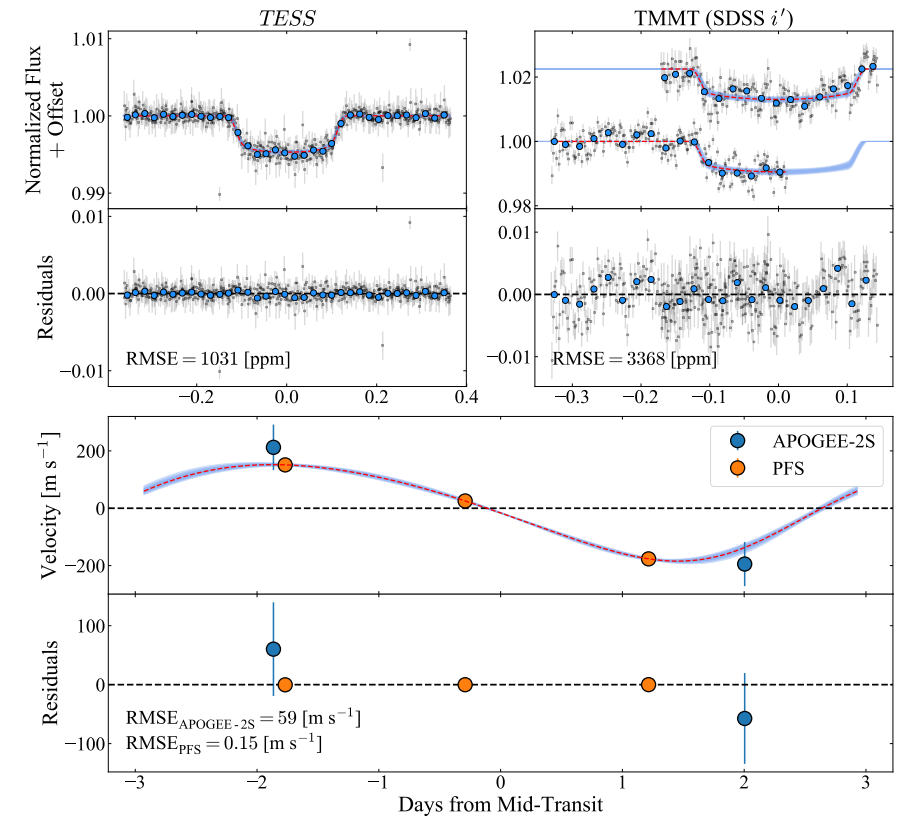 TESS
TMMT (SDSS i′)
Normalized Flux
+ Offset
1.01
1.00
0.99
1.02
1.00
0.98
Residuals
0.01
0.00
−0.01
RMSE = 1031 [ppm]
0.01
0.00
−0.01
RMSE = 3368 [ppm]
−0.2 0.0 0.2 0.4
−0.3 −0.2 −0.1 0.0 0.1
Velocity [m s⁻¹]
200
0
−200
APOGEE-2S
PFS
Residuals
100
0
−100
RMSE_APOGEE-2S = 59 [m s⁻¹]
RMSE_PFS = 0.15 [m s⁻¹]
−3 −2 −1 0 1 2 3
Days from Mid-Transit